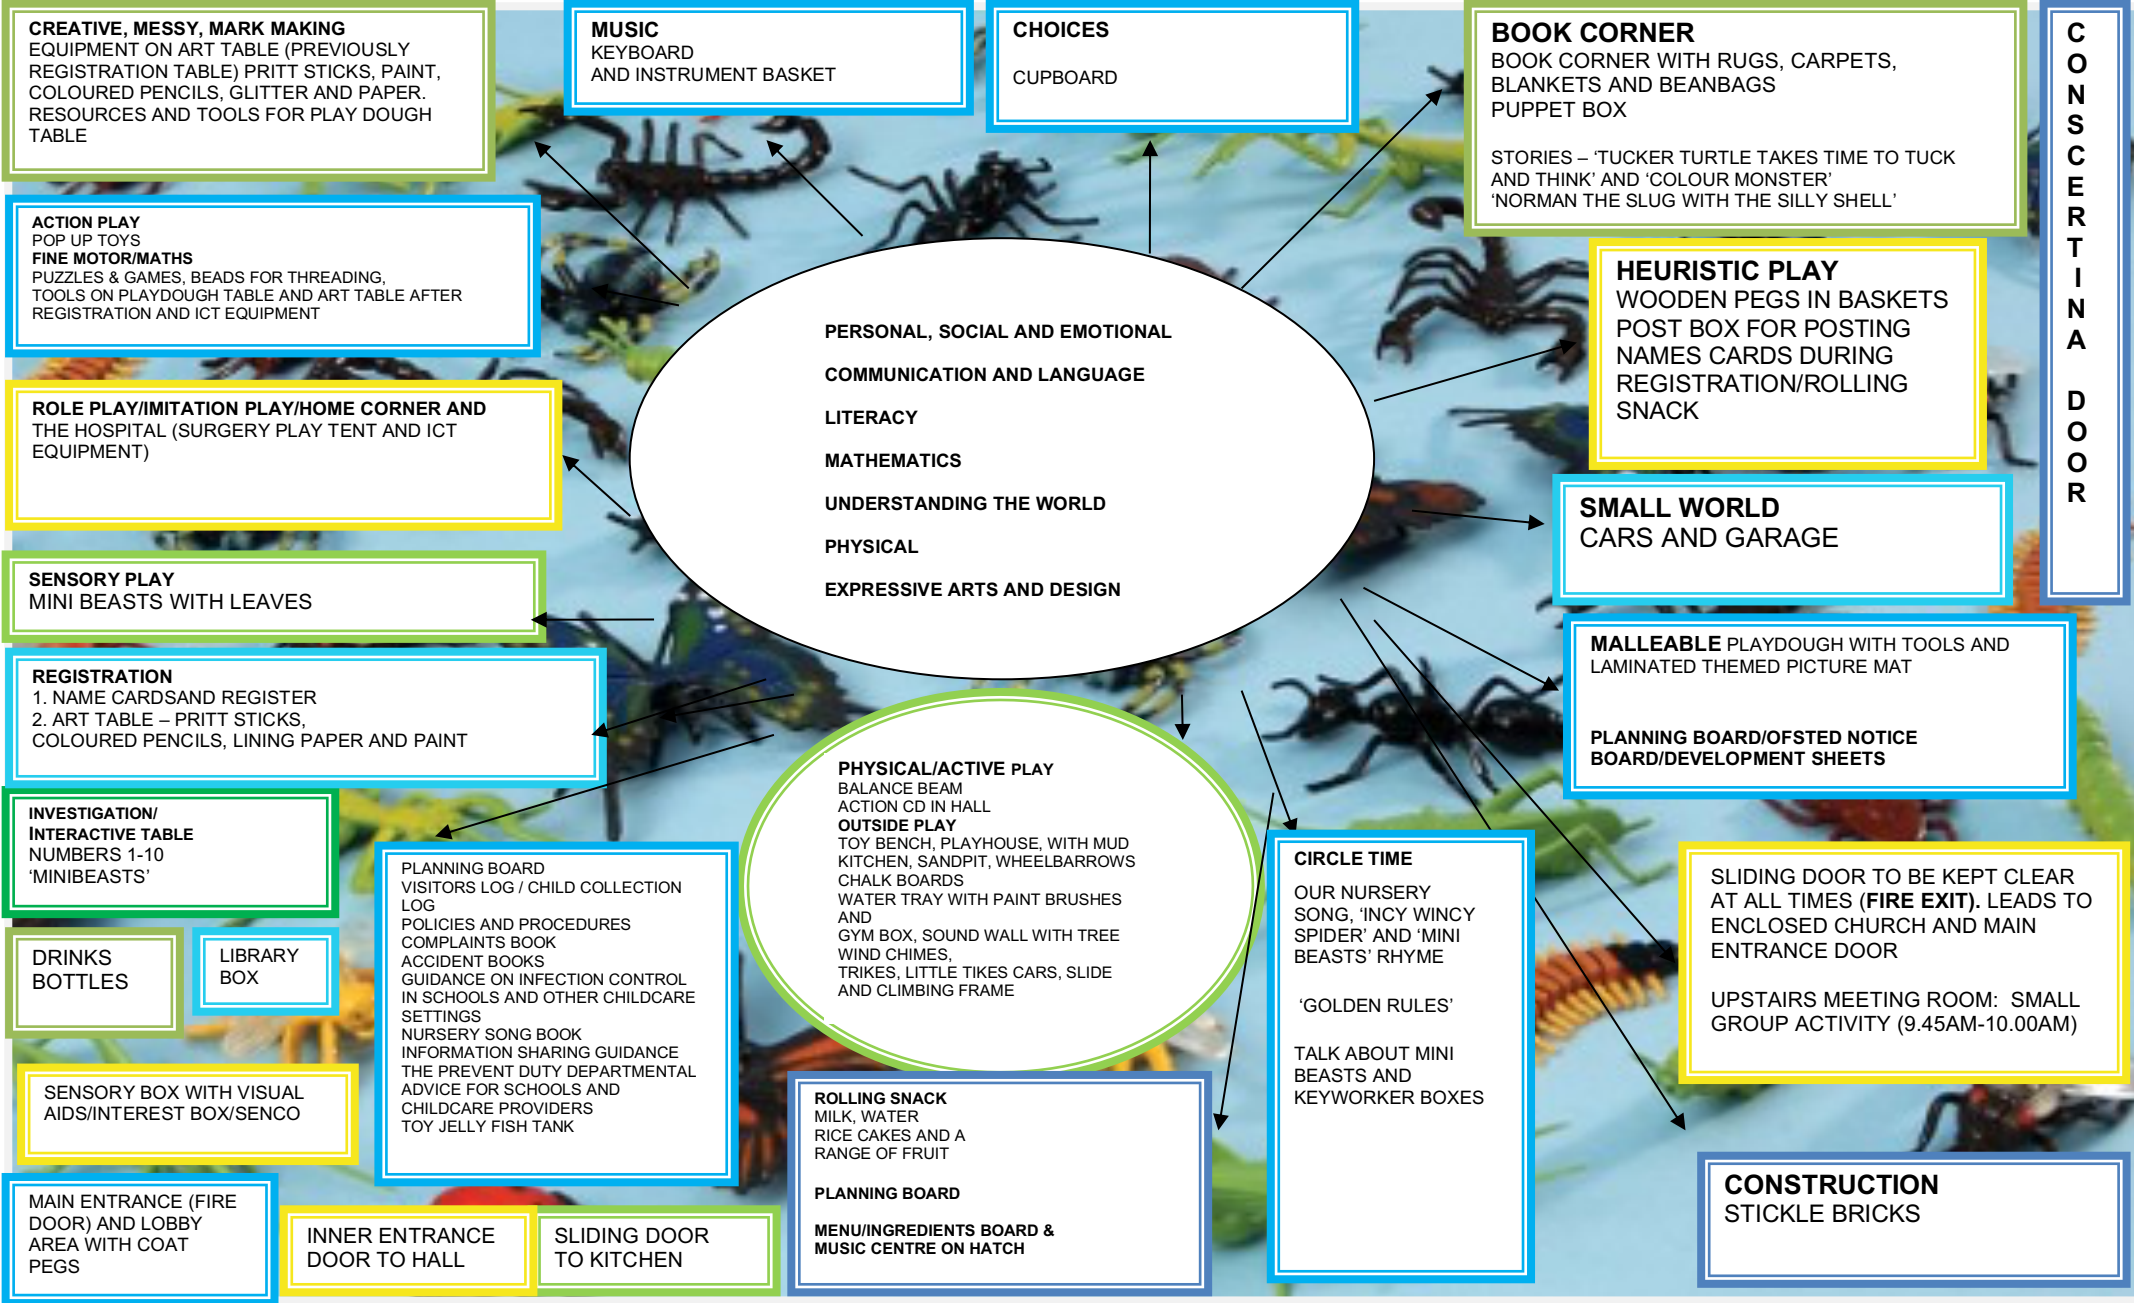 CREATIVE, MESSY, MARK MAKING
EQUIPMENT ON ART TABLE (PREVIOUSLY
REGISTRATION TABLE) PRITT STICKS, PAINT,
COLOURED PENCILS, GLITTER AND PAPER.
RESOURCES AND TOOLS FOR PLAY DOUGH
TABLE
MUSIC
KEYBOARD
AND INSTRUMENT BASKET
CHOICES
CUPBOARD
BOOK CORNER
BOOK CORNER WITH RUGS, CARPETS,
BLANKETS AND BEANBAGS
PUPPET BOX
STORIES – ‘TUCKER TURTLE TAKES TIME TO TUCK
AND THINK’ AND ‘COLOUR MONSTER’
‘NORMAN THE SLUG WITH THE SILLY SHELL’
C
O
N
S
C
E
R
T
I
N
A
D
O
O
R
ACTION PLAY
POP UP TOYS
FINE MOTOR/MATHS
PUZZLES & GAMES, BEADS FOR THREADING,
TOOLS ON PLAYDOUGH TABLE AND ART TABLE AFTER
REGISTRATION AND ICT EQUIPMENT
HEURISTIC PLAY
WOODEN PEGS IN BASKETS
POST BOX FOR POSTING
NAMES CARDS DURING
REGISTRATION/ROLLING
SNACK
PERSONAL, SOCIAL AND EMOTIONAL
COMMUNICATION AND LANGUAGE
LITERACY
MATHEMATICS
UNDERSTANDING THE WORLD
PHYSICAL
EXPRESSIVE ARTS AND DESIGN
ROLE PLAY/IMITATION PLAY/HOME CORNER AND
THE HOSPITAL (SURGERY PLAY TENT AND ICT
EQUIPMENT)
SMALL WORLD
CARS AND GARAGE
SENSORY PLAY
MINI BEASTS WITH LEAVES
MALLEABLE PLAYDOUGH WITH TOOLS AND
LAMINATED THEMED PICTURE MAT
PLANNING BOARD/OFSTED NOTICE
BOARD/DEVELOPMENT SHEETS
REGISTRATION
1. NAME CARDSAND REGISTER
2. ART TABLE – PRITT STICKS,
COLOURED PENCILS, LINING PAPER AND PAINT
PHYSICAL/ACTIVE PLAY
BALANCE BEAM
ACTION CD IN HALL
OUTSIDE PLAY
TOY BENCH, PLAYHOUSE, WITH MUD
KITCHEN, SANDPIT, WHEELBARROWS
CHALK BOARDS
WATER TRAY WITH PAINT BRUSHES
AND
GYM BOX, SOUND WALL WITH TREE
WIND CHIMES,
TRIKES, LITTLE TIKES CARS, SLIDE
AND CLIMBING FRAME
INVESTIGATION/
INTERACTIVE TABLE
NUMBERS 1-10
‘MINIBEASTS’
PLANNING BOARD
VISITORS LOG / CHILD COLLECTION
LOG
POLICIES AND PROCEDURES
COMPLAINTS BOOK
ACCIDENT BOOKS
GUIDANCE ON INFECTION CONTROL
IN SCHOOLS AND OTHER CHILDCARE
SETTINGS
NURSERY SONG BOOK
INFORMATION SHARING GUIDANCE
THE PREVENT DUTY DEPARTMENTAL
ADVICE FOR SCHOOLS AND
CHILDCARE PROVIDERS
TOY JELLY FISH TANK
CIRCLE TIME
OUR NURSERY
SONG, ‘INCY WINCY
SPIDER’ AND ‘MINI
BEASTS’ RHYME
‘GOLDEN RULES’
TALK ABOUT MINI
BEASTS AND
KEYWORKER BOXES
SLIDING DOOR TO BE KEPT CLEAR
AT ALL TIMES (FIRE EXIT). LEADS TO
ENCLOSED CHURCH AND MAIN
ENTRANCE DOOR
UPSTAIRS MEETING ROOM: SMALL
GROUP ACTIVITY (9.45AM-10.00AM)
DRINKS
BOTTLES
LIBRARY
BOX
SENSORY BOX WITH VISUAL
AIDS/INTEREST BOX/SENCO
ROLLING SNACK
MILK, WATER
RICE CAKES AND A
RANGE OF FRUIT
PLANNING BOARD
MENU/INGREDIENTS BOARD &
MUSIC CENTRE ON HATCH
MAIN ENTRANCE (FIRE
DOOR) AND LOBBY
AREA WITH COAT
PEGS
INNER ENTRANCE
DOOR TO HALL
SLIDING DOOR
TO KITCHEN
CONSTRUCTION
STICKLE BRICKS